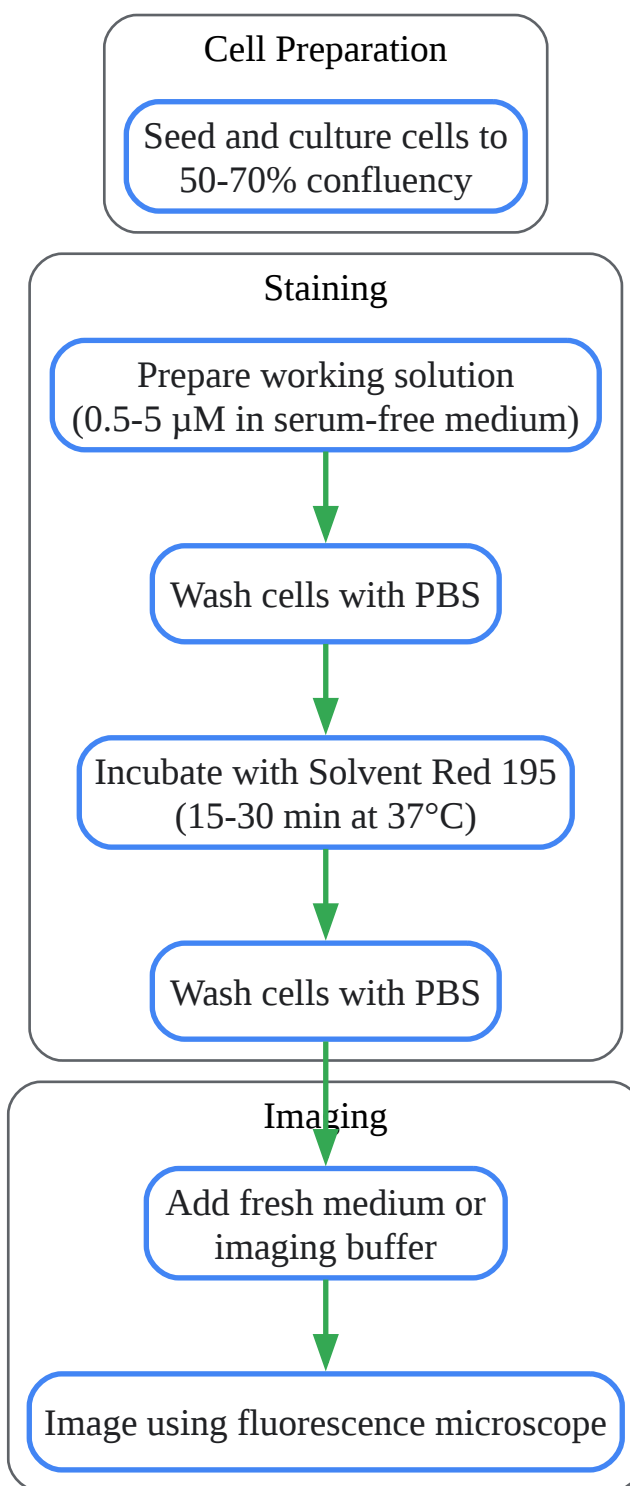 Cell Preparation
Seed and culture cells to
50-70% confluency
Staining
Prepare working solution
(0.5-5 µM in serum-free medium)
Wash cells with PBS
Incubate with Solvent Red 195
(15-30 min at 37°C)
Wash cells with PBS
Imaging
Add fresh medium or
imaging buffer
Image using fluorescence microscope